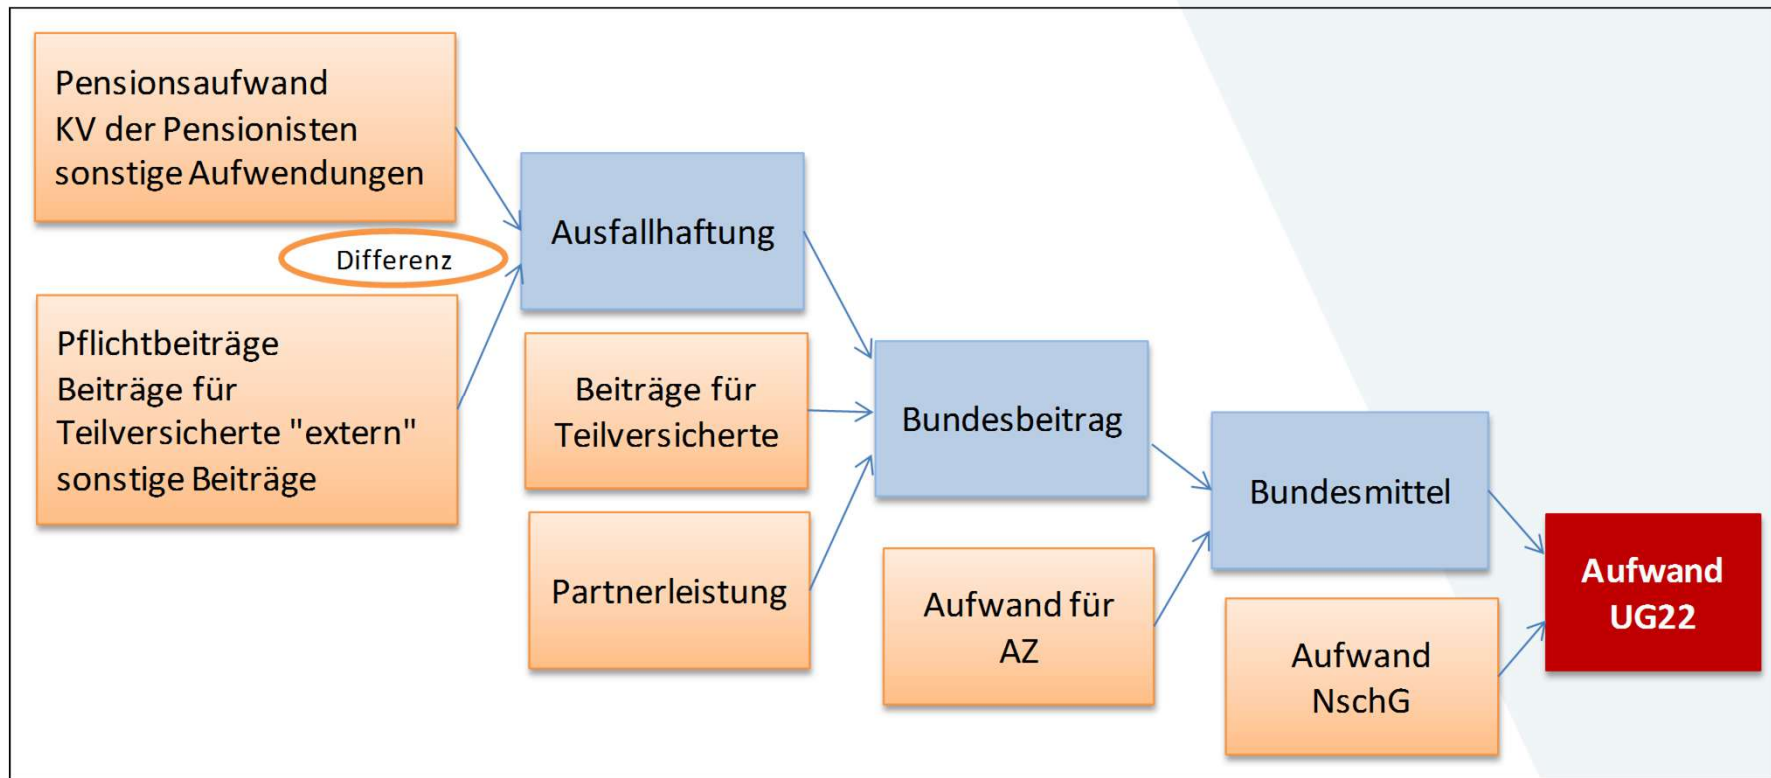 Pensionsaufwand
KV der Pensionisten
sonstige Aufwendungen
Differenz
Pflichtbeiträge
Beiträge für
Teilversicherte "extern"
sonstige Beiträge
Ausfallhaftung
Beiträge für
Teilversicherte
Partnerleistung
Bundesbeitrag
Aufwand für
AZ
Bundesmittel
Aufwand
NschG
Aufwand
UG22